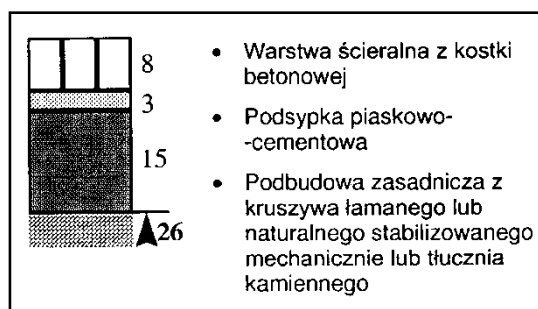 8
3
15
26
• Warstwa ścieralna z kostki
betonowej
• Podsypka piaskowo-
-cementowa
• Podbudowa zasadnicza z
kruszywa łamanego lub
naturalnego stabilizowanego
mechanicznie lub tłucznia
kamiennego